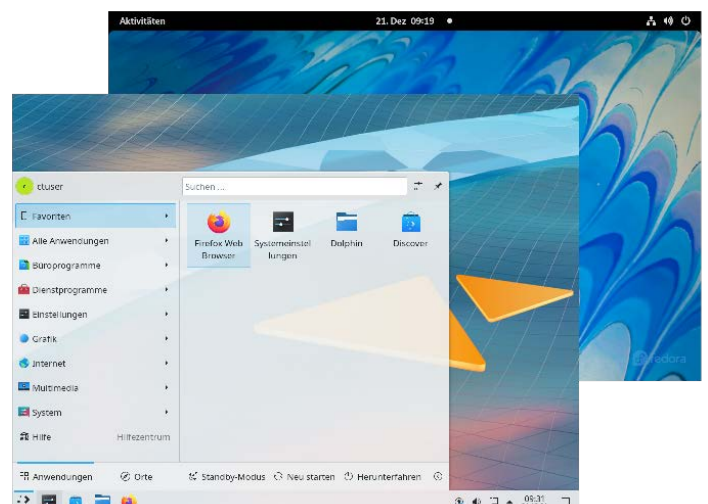 Aktivitäten
21. Dez 09:19
ctuser
Suchen ...
Favoriten
Alle Anwendungen
Büroprogramme
Dienstprogramme
Einstellungen
Grafik
Internet
Multimedia
System
Hilfe Hilfezentrum
Firefox Web
Browser
Systemeinstel
lungen
Dolphin
Discover
fedora
Anwendungen
Orte
Standby-Modus
Neu starten
Herunterfahren
09:31